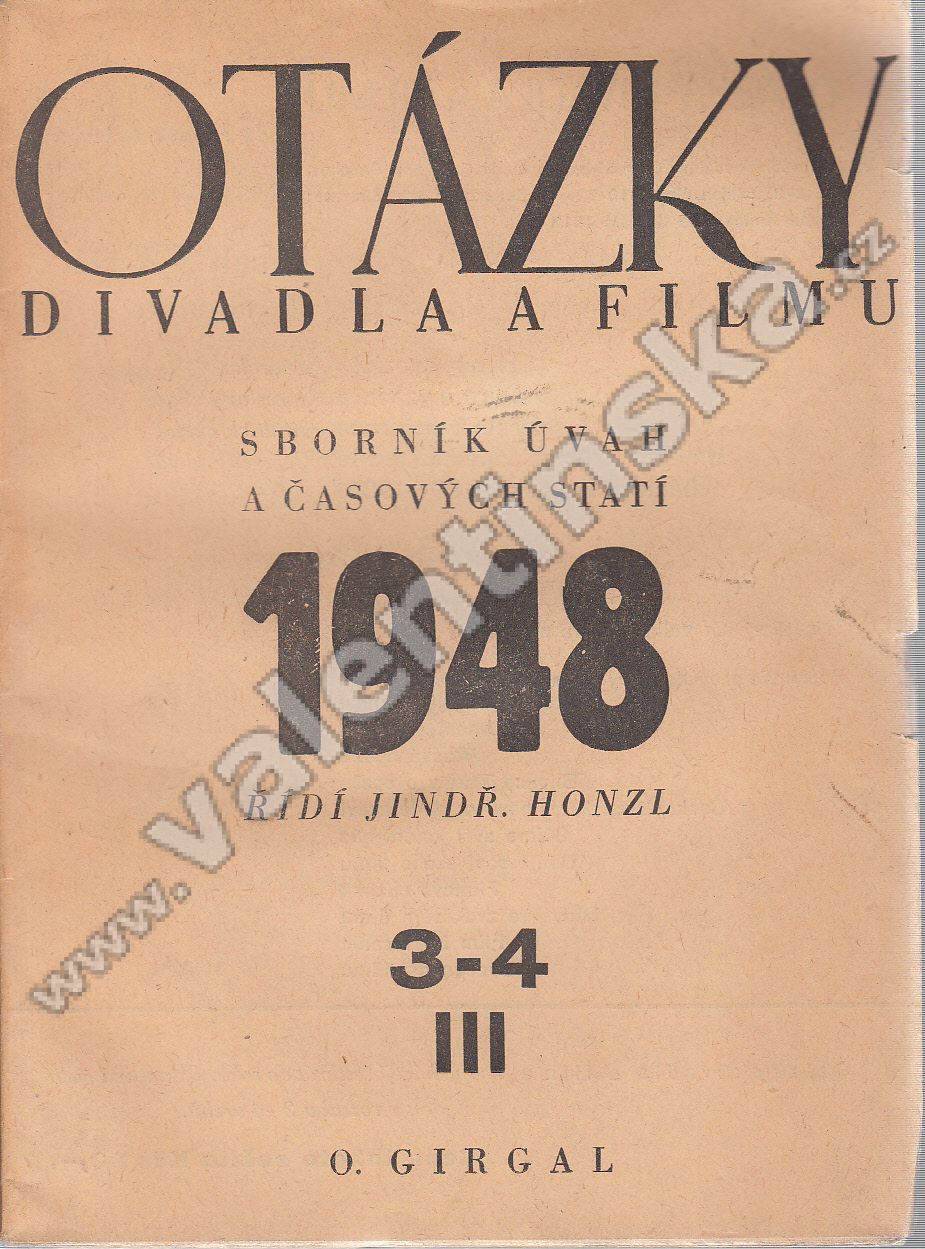 OTÁZKY
DIVADLA A FILMU
SBORNÍK ÚVAH
A ČASOVÝCH STATÍ
1948
ŘÍDÍ JINDŘ. HONZL
3-4
III
O. GIRGAL
www.valentinska.cz